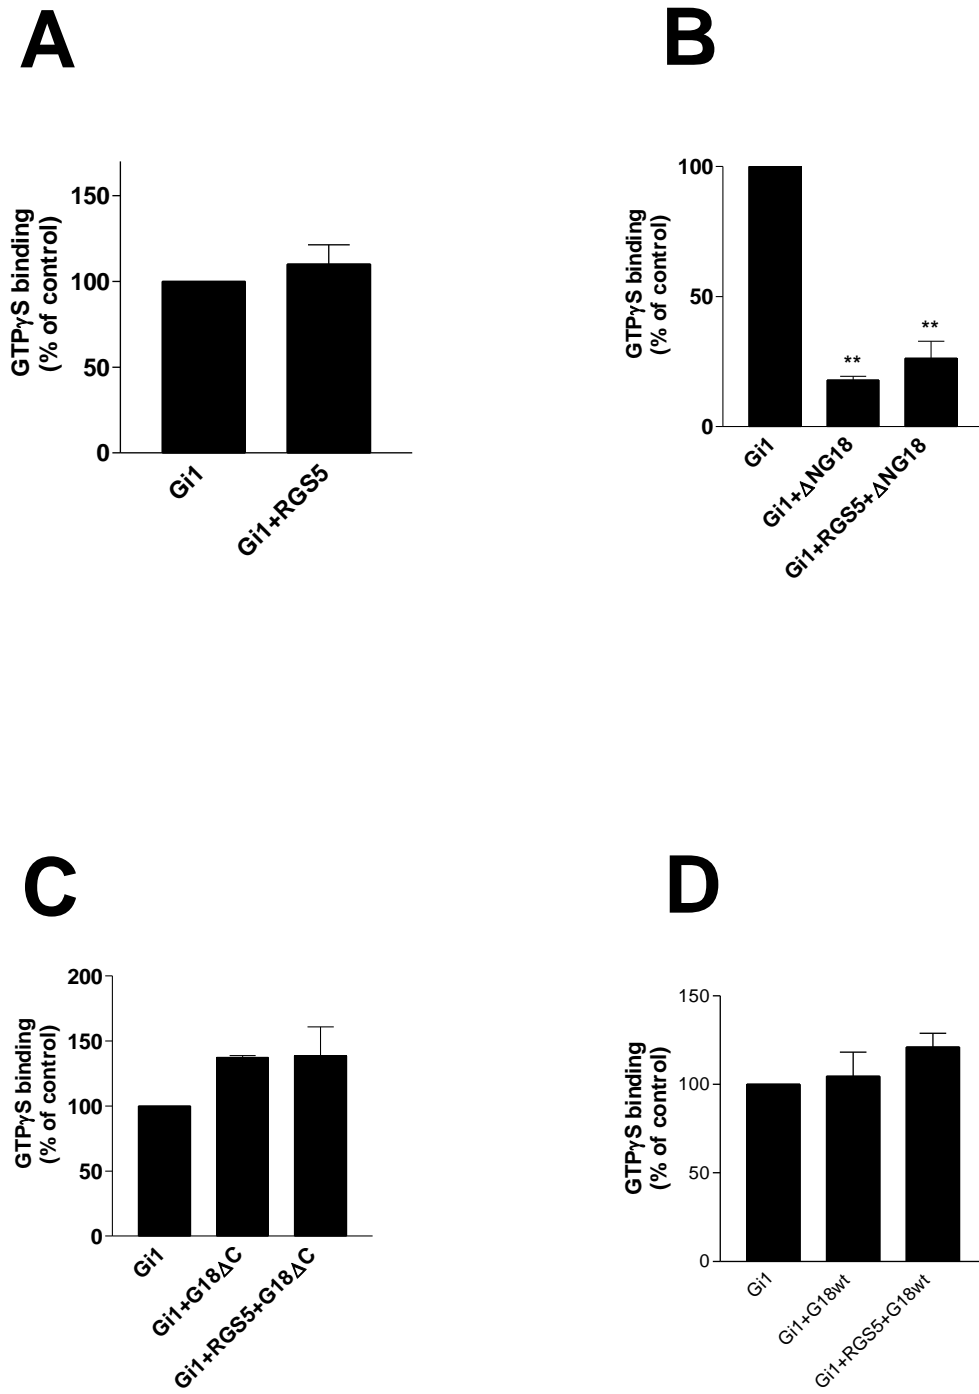 A
GTPγS binding
(% of control)
150
100
50
0
Gi1
Gi1+RGS5
B
GTPγS binding
(% of control)
100
50
0
**
**
Gi1
Gi1+ΔNG18
Gi1+RGS5+ΔNG18
C
GTPγS binding
(% of control)
200
150
100
50
0
Gi1
Gi1+G18ΔC
Gi1+RGS5+G18ΔC
D
GTPγS binding
(% of control)
150
100
50
0
Gi1
Gi1+G18wt
Gi1+RGS5+G18wt